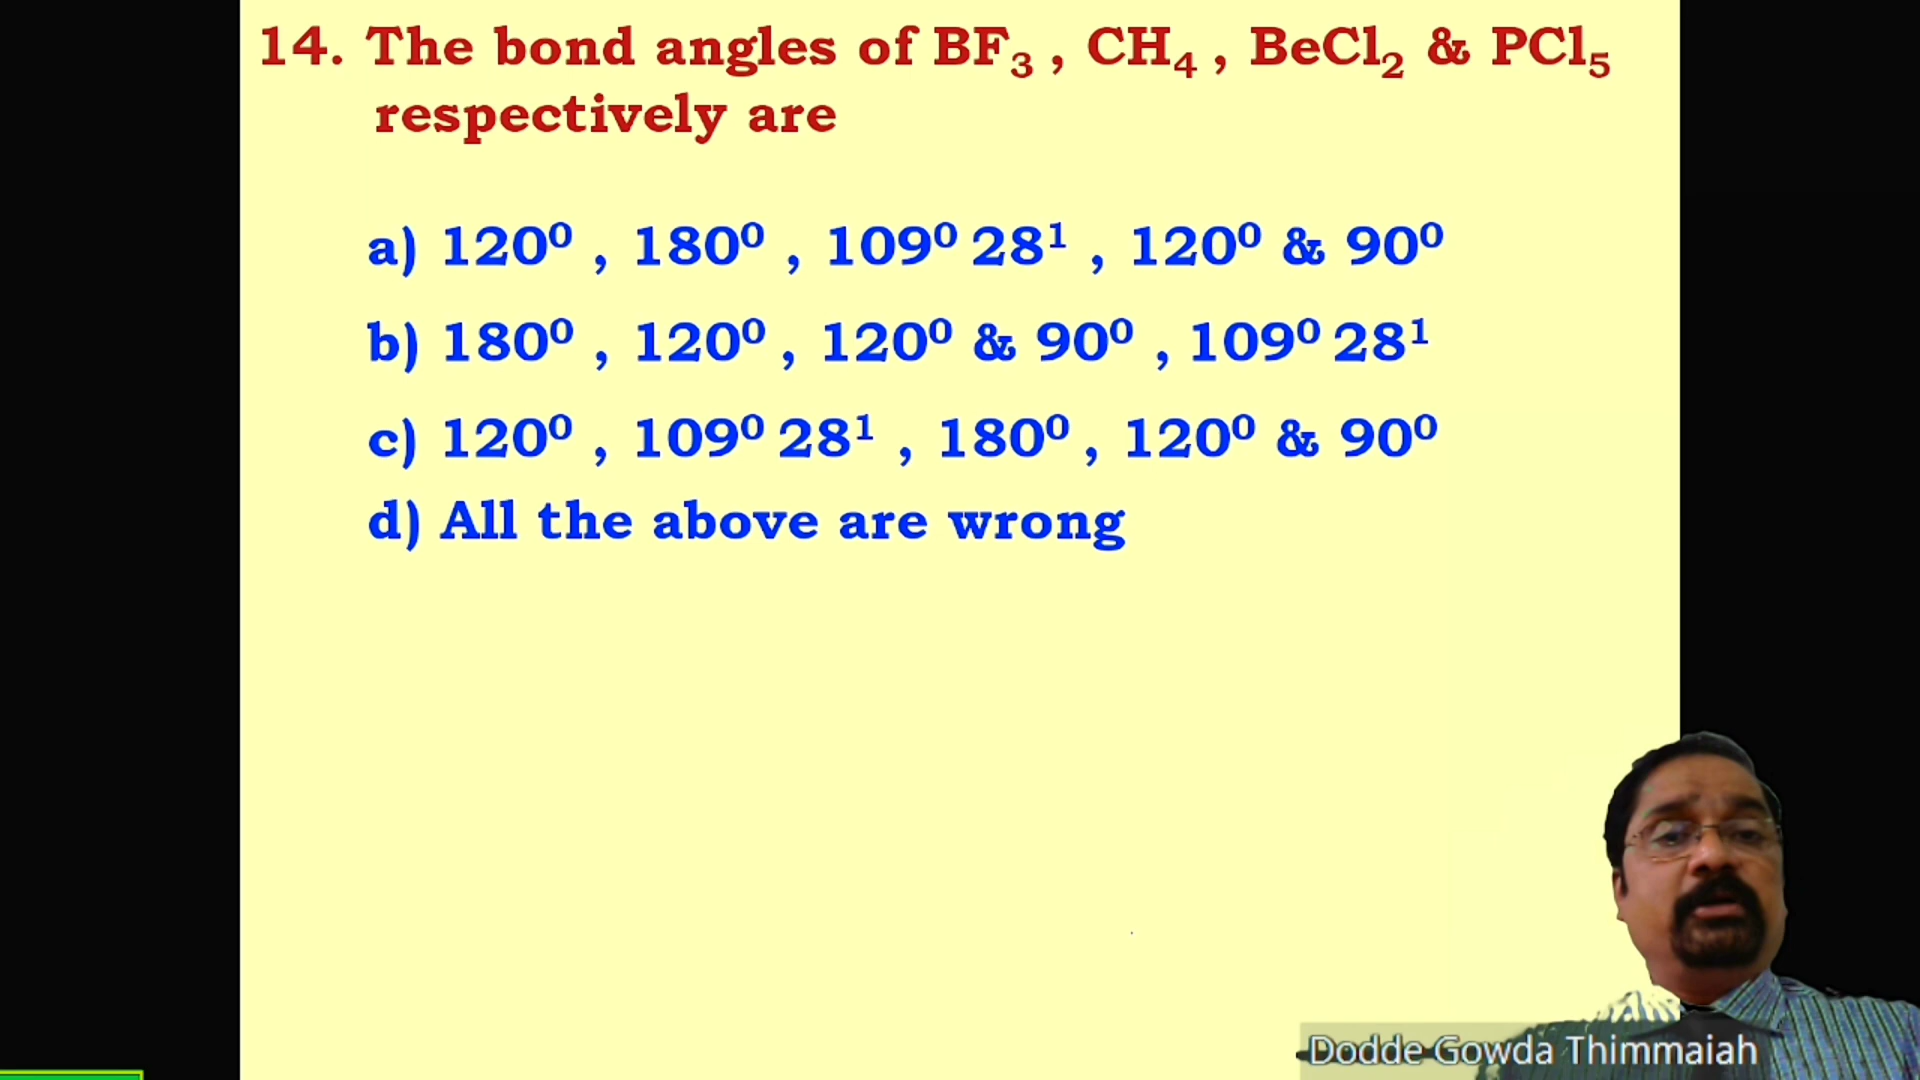 14. The bond angles of BF₃ , CH₄ , BeCl₂ & PCl₅
respectively are
a) 120⁰ , 180⁰ , 109⁰ 28¹ , 120⁰ & 90⁰
b) 180⁰ , 120⁰ , 120⁰ & 90⁰ , 109⁰ 28¹
c) 120⁰ , 109⁰ 28¹ , 180⁰ , 120⁰ & 90⁰
d) All the above are wrong
Dodde Gowda Thimmaiah